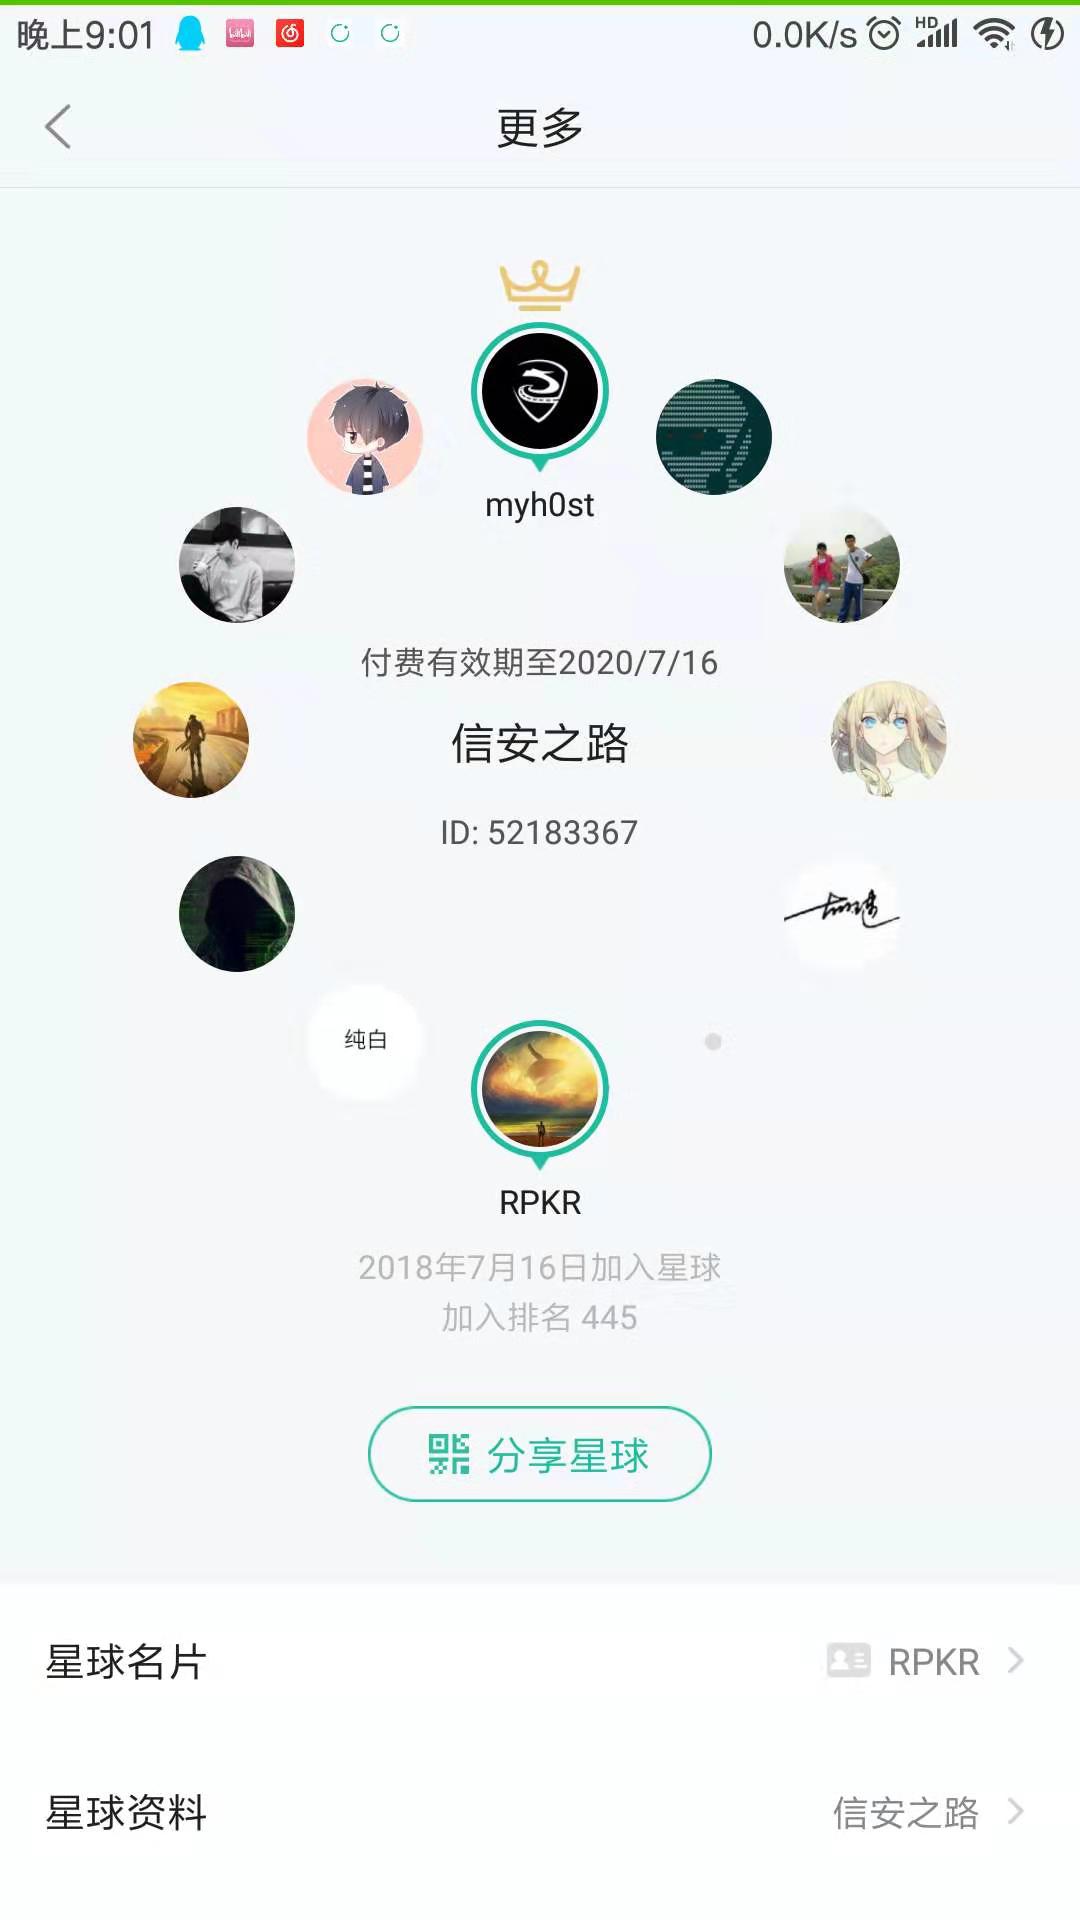 晚上9:01
0.0K/s
HD
更多
myh0st
付费有效期至2020/7/16
信安之路
ID: 52183367
纯白
RPKR
2018年7月16日加入星球
加入排名 445
分享星球
星球名片
RPKR
星球资料
信安之路